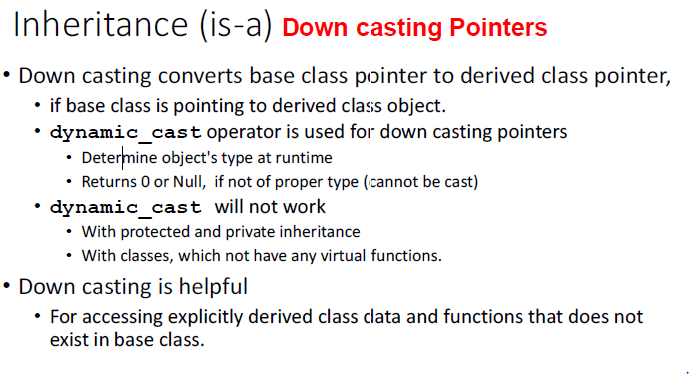 Inheritance (is-a) Down casting Pointers
• Down casting converts base class pointer to derived class pointer,
• if base class is pointing to derived class object.
• dynamic_cast operator is used for down casting pointers
• Determine object's type at runtime
• Returns 0 or Null, if not of proper type (cannot be cast)
• dynamic_cast will not work
• With protected and private inheritance
• With classes, which not have any virtual functions.
• Down casting is helpful
• For accessing explicitly derived class data and functions that does not
exist in base class.